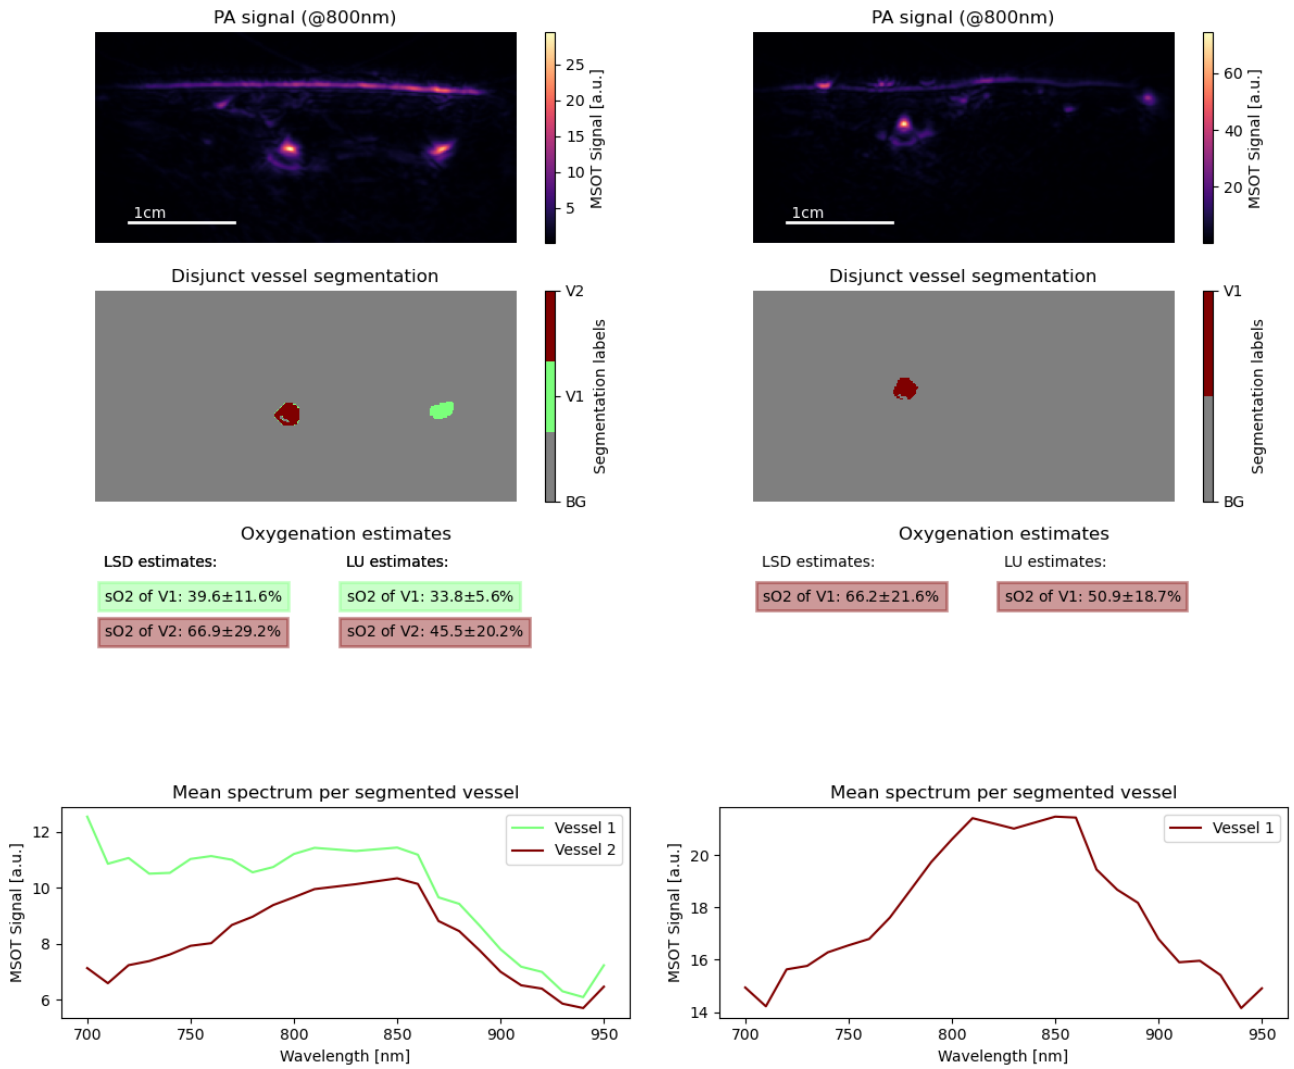 PA signal (@800nm)
1cm
25
20
15
10
5
MSOT Signal [a.u.]
Disjunct vessel segmentation
V2
V1
BG
Segmentation labels
Oxygenation estimates
LSD estimates:
LU estimates:
sO2 of V1: 39.6±11.6%
sO2 of V1: 33.8±5.6%
sO2 of V2: 66.9±29.2%
sO2 of V2: 45.5±20.2%
Mean spectrum per segmented vessel
MSOT Signal [a.u.]
12
10
8
6
Vessel 1
Vessel 2
700 750 800 850 900 950
Wavelength [nm]
PA signal (@800nm)
1cm
60
40
20
MSOT Signal [a.u.]
Disjunct vessel segmentation
V1
BG
Segmentation labels
Oxygenation estimates
LSD estimates:
LU estimates:
sO2 of V1: 66.2±21.6%
sO2 of V1: 50.9±18.7%
Mean spectrum per segmented vessel
MSOT Signal [a.u.]
20
18
16
14
Vessel 1
700 750 800 850 900 950
Wavelength [nm]